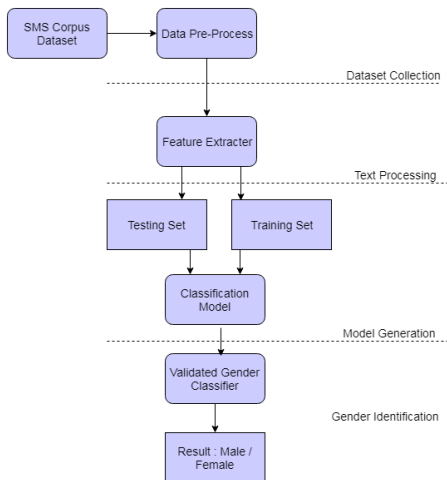 SMS Corpus
Dataset
Data Pre-Process
Dataset Collection
Feature Extracter
Text Processing
Testing Set
Training Set
Classification
Model
Model Generation
Validated Gender
Classifier
Gender Identification
Result : Male /
Female